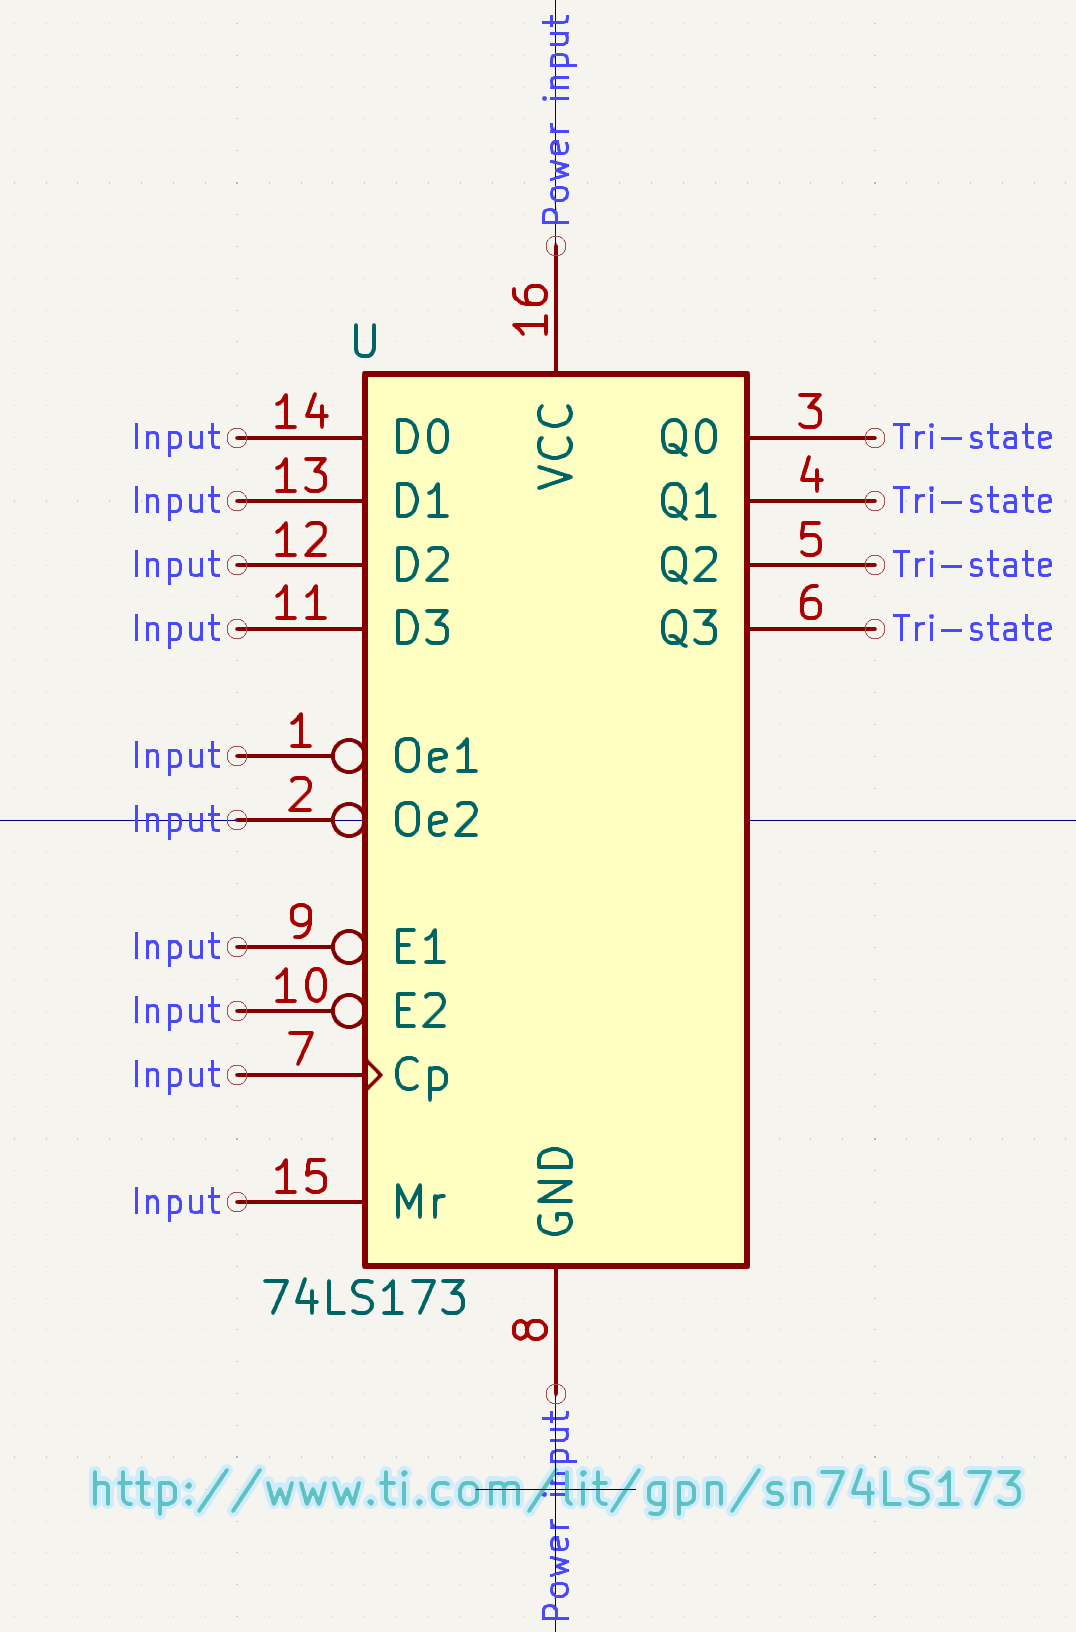 Power input
16
U
VCC
Input 14 D0 Q0 3 Tri-state
Input 13 D1 Q1 4 Tri-state
Input 12 D2 Q2 5 Tri-state
Input 11 D3 Q3 6 Tri-state
Input 1 Oe1
Input 2 Oe2
Input 9 E1
Input 10 E2
Input 7 Cp
Input 15 Mr
GND
74LS173
8
http://www.ti.com/lit/gpn/sn74LS173
Power input